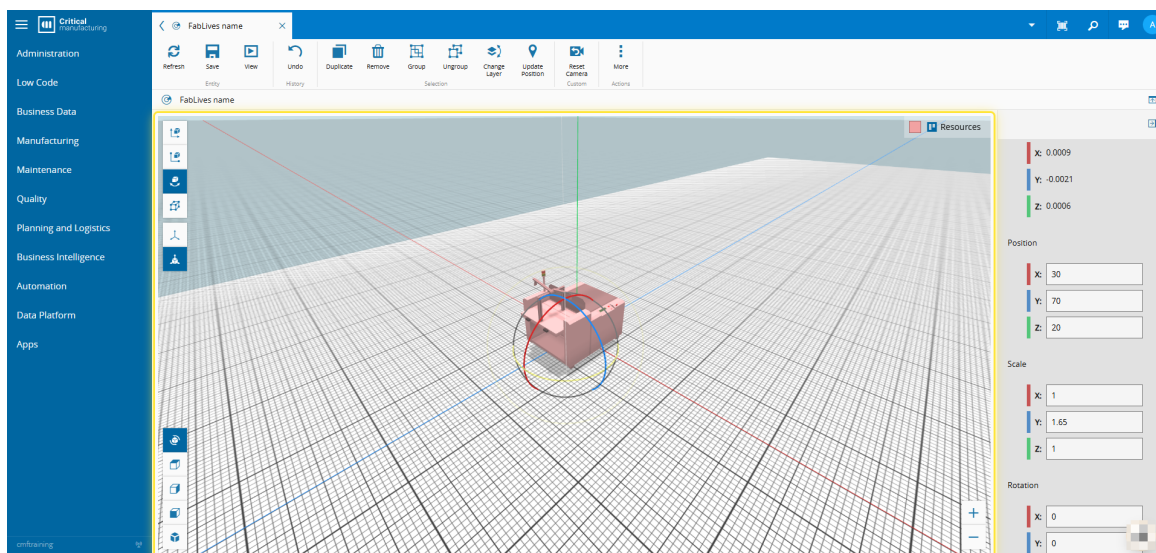 Critical
manufacturing
FabLives name
Administration
Low Code
Business Data
Manufacturing
Maintenance
Quality
Planning and Logistics
Business Intelligence
Automation
Data Platform
Apps
cmftraining
Refresh
Save
View
Undo
Duplicate
Remove
Group
Ungroup
Change
Layer
Update
Position
Reset
Camera
More
Entity
History
Selection
Custom
Actions
FabLives name
Resources
X: 0.0009
Y: -0.0021
Z: 0.0006
Position
X: 30
Y: 70
Z: 20
Scale
X: 1
Y: 1.65
Z: 1
Rotation
X: 0
Y: 0
A